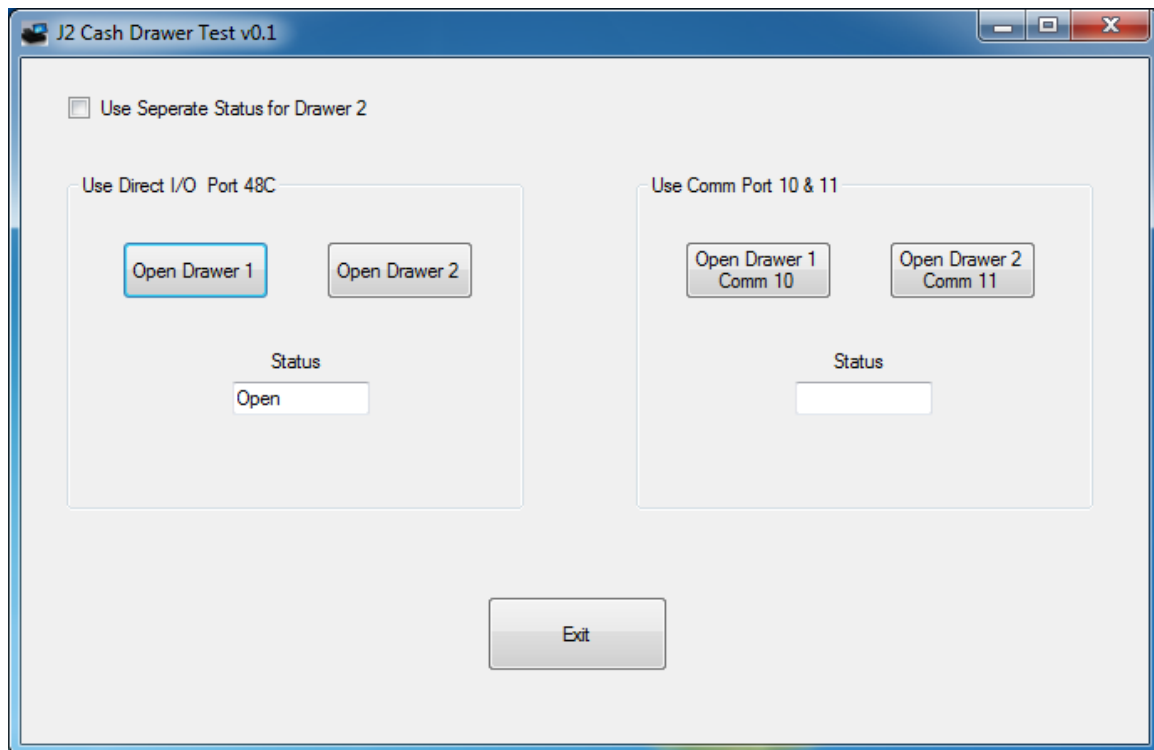 J2 Cash Drawer Test v0.1
Use Seperate Status for Drawer 2
Use Direct I/O Port 48C
Open Drawer 1
Open Drawer 2
Status
Open
Use Comm Port 10 & 11
Open Drawer 1
Comm 10
Open Drawer 2
Comm 11
Status
Exit